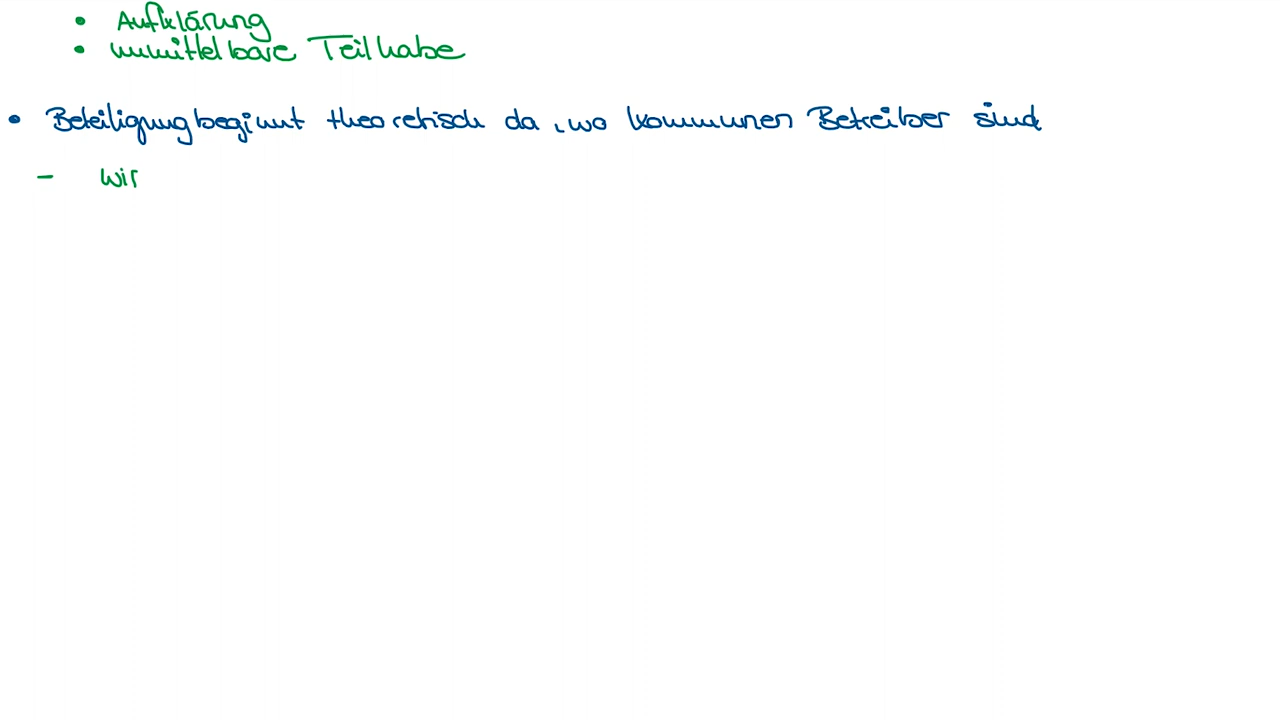 • Aufklärung
• unmittelbare Teilhabe
• Beteiligung beginnt theoretisch da, wo kommunen Betreiber sind
- wir